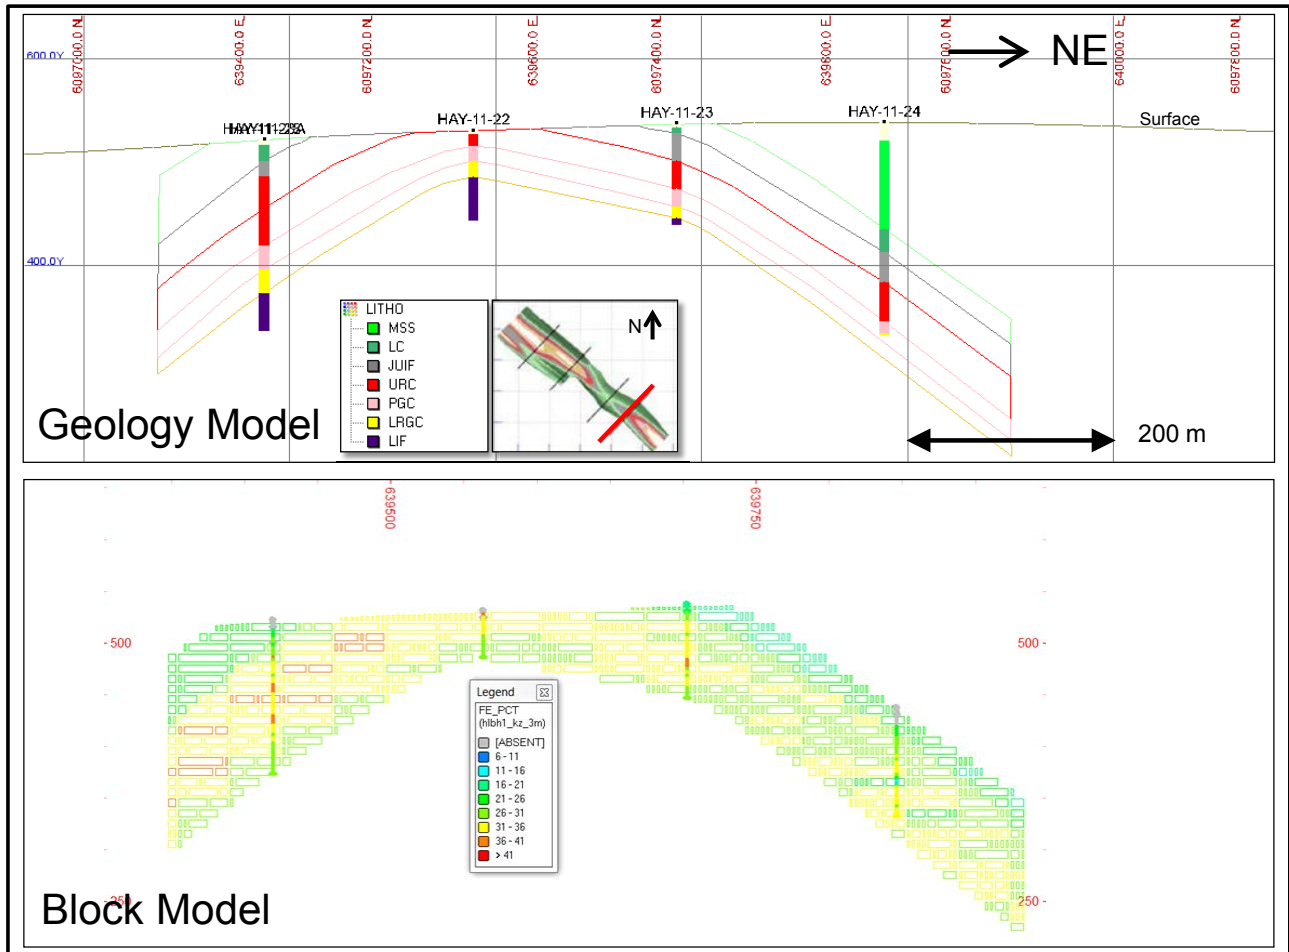 6097000.0 N
639400.0 E
6097200.0 N
639600.0 E
6097400.0 N
639800.0 E
640000.0 E
600.0Y
NE
HAY-11-22
HAY-11-23
HAY-11-24
Surface
400.0Y
LITHO
MSS
LC
JUIF
URC
PGC
LRGC
LIF
N
Geology Model
200 m
639500
639750
500
500
Legend
FE_PCT
(hlbh1_kz_3m)
[ABSENT]
6 - 11
11 - 16
16 - 21
21 - 26
26 - 31
31 - 36
36 - 41
> 41
250
250
Block Model